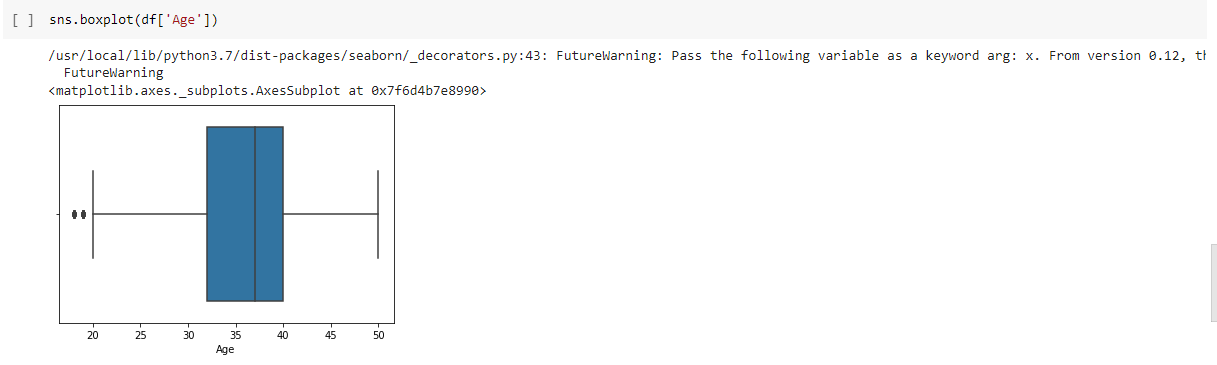 [ ] sns.boxplot(df['Age'])
/usr/local/lib/python3.7/dist-packages/seaborn/_decorators.py:43: FutureWarning: Pass the following variable as a keyword arg: x. From version 0.12, th
FutureWarning
<matplotlib.axes._subplots.AxesSubplot at 0x7f6d4b7e8990>
20 25 30 35 40 45 50
Age